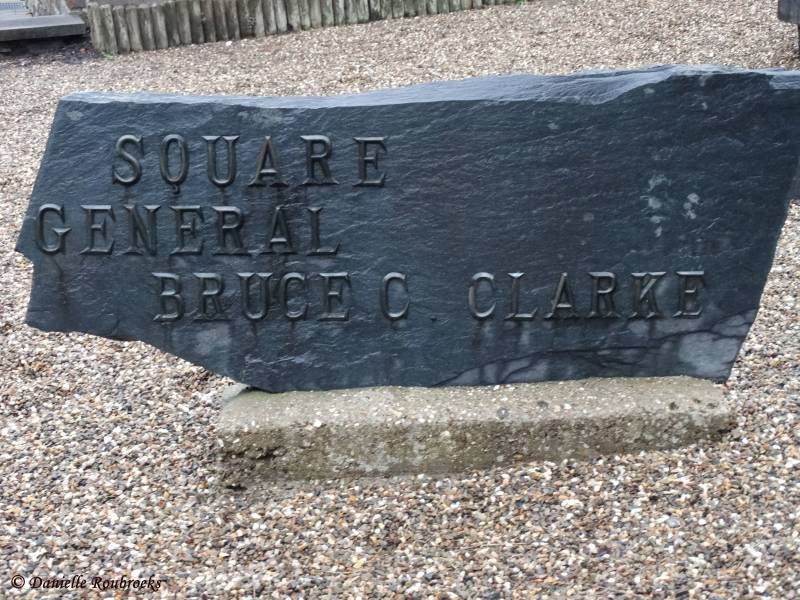 SQUARE
GENERAL
BRUCE C. CLARKE
© Danielle Roubroeks